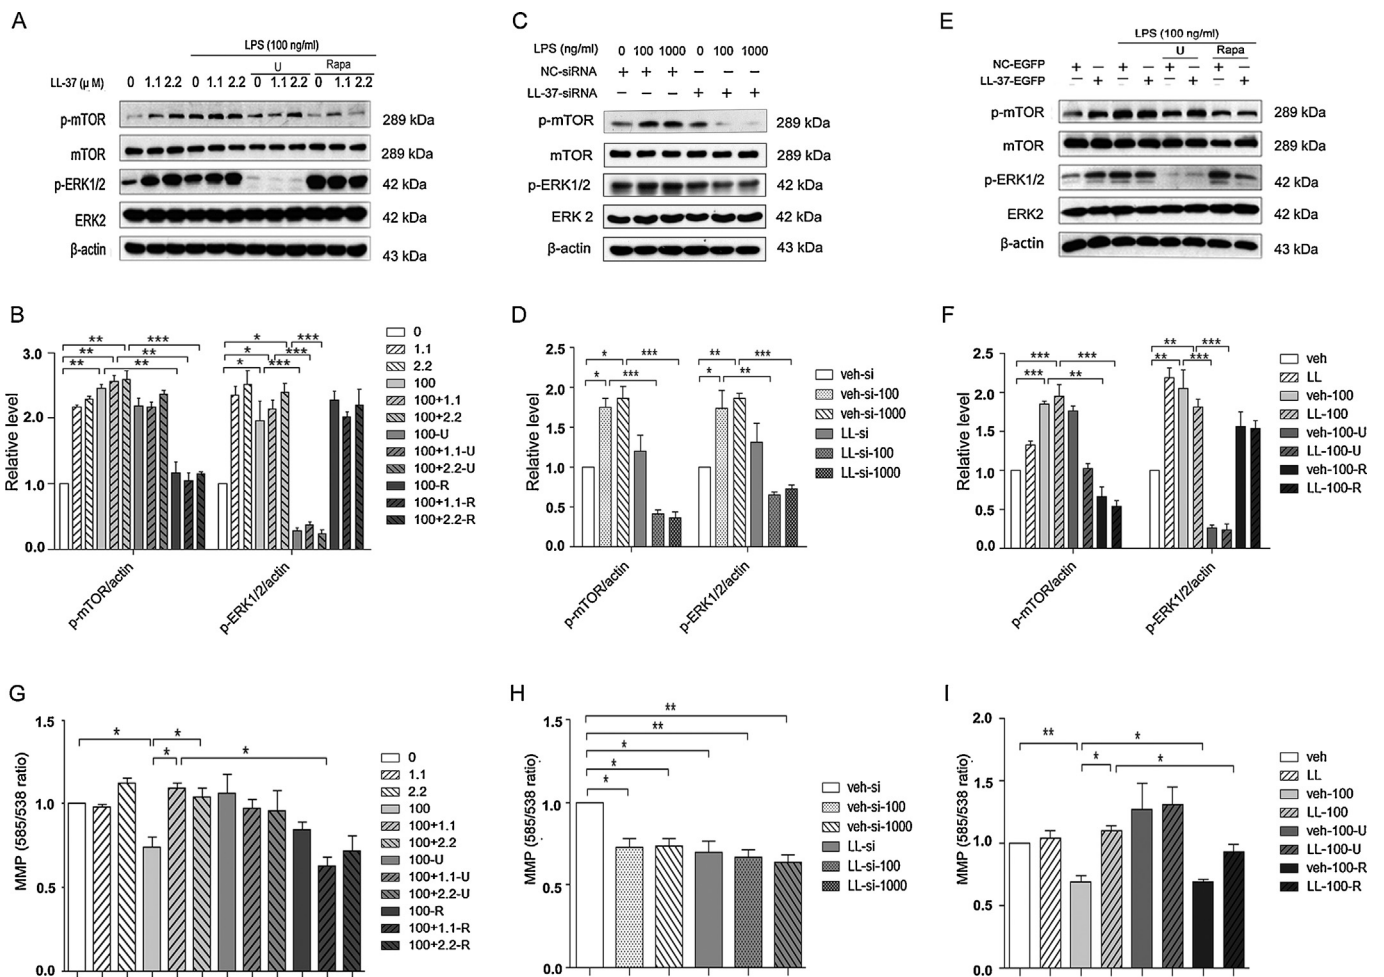 A
LPS (100 ng/ml)
U Rapa
LL-37 (μ M) 0 1.1 2.2 0 1.1 2.2 0 1.1 2.2 0 1.1 2.2
p-mTOR 289 kDa
mTOR 289 kDa
p-ERK1/2 42 kDa
ERK2 42 kDa
β-actin 43 kDa
C
LPS (ng/ml) 0 100 1000 0 100 1000
NC-siRNA + + + − − −
LL-37-siRNA − − − + + +
p-mTOR 289 kDa
mTOR 289 kDa
p-ERK1/2 42 kDa
ERK 2 42 kDa
β-actin 43 kDa
E
LPS (100 ng/ml)
U Rapa
NC-EGFP + − + − + − + −
LL-37-EGFP − + − + − + − +
p-mTOR 289 kDa
mTOR 289 kDa
p-ERK1/2 42 kDa
ERK2 42 kDa
β-actin 43 kDa
B
Relative level
3.0
2.0
1.0
0.0
** ***
** **
** **
* ***
* ***
* ***
p-mTOR/actin
p-ERK1/2/actin
0
1.1
2.2
100
100+1.1
100+2.2
100-U
100+1.1-U
100+2.2-U
100-R
100+1.1-R
100+2.2-R
D
Relative level
2.5
2.0
1.5
1.0
0.5
0.0
* ***
* ***
** ***
* **
p-mTOR/actin
p-ERK1/2/actin
veh-si
veh-si-100
veh-si-1000
LL-si
LL-si-100
LL-si-1000
F
Relative level
2.5
2.0
1.5
1.0
0.5
0.0
*** ***
*** **
** ***
** ***
p-mTOR/actin
p-ERK1/2/actin
veh
LL
veh-100
LL-100
veh-100-U
LL-100-U
veh-100-R
LL-100-R
G
MMP (585/538 ratio)
1.5
1.0
0.5
0.0
* *
* *
0
1.1
2.2
100
100+1.1
100+2.2
100-U
100+1.1-U
100+2.2-U
100-R
100+1.1-R
100+2.2-R
H
MMP (585/538 ratio)
1.5
1.0
0.5
0.0
**
**
*
*
*
veh-si
veh-si-100
veh-si-1000
LL-si
LL-si-100
LL-si-1000
I
MMP (585/538 ratio)
2.0
1.5
1.0
0.5
0.0
** *
* *
veh
LL
veh-100
LL-100
veh-100-U
LL-100-U
veh-100-R
LL-100-R